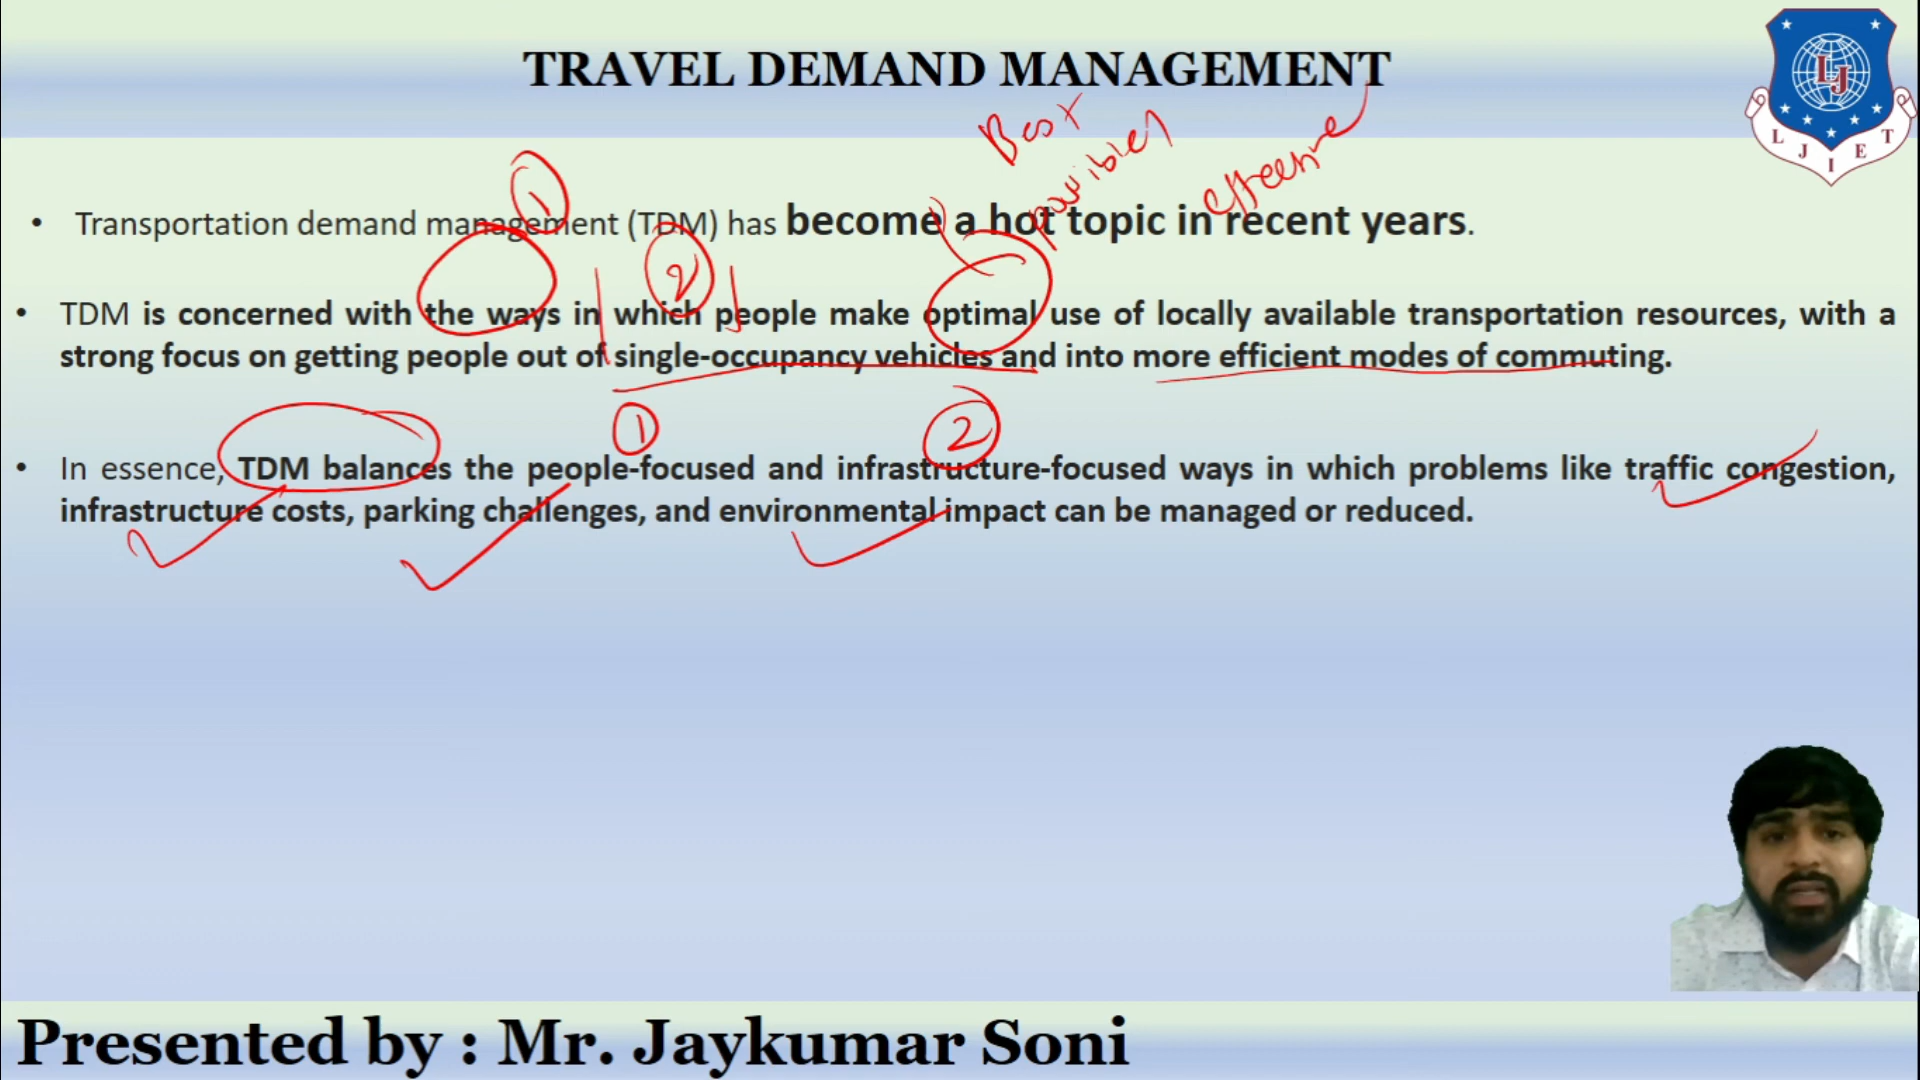 TRAVEL DEMAND MANAGEMENT
L J
L J I E T
Best
possible
effective
1
• Transportation demand management (TDM) has become a hot topic in recent years.
2
• TDM is concerned with the ways in which people make optimal use of locally available transportation resources, with a
strong focus on getting people out of single-occupancy vehicles and into more efficient modes of commuting.
1 2
• In essence, TDM balances the people-focused and infrastructure-focused ways in which problems like traffic congestion,
infrastructure costs, parking challenges, and environmental impact can be managed or reduced.
Presented by : Mr. Jaykumar Soni